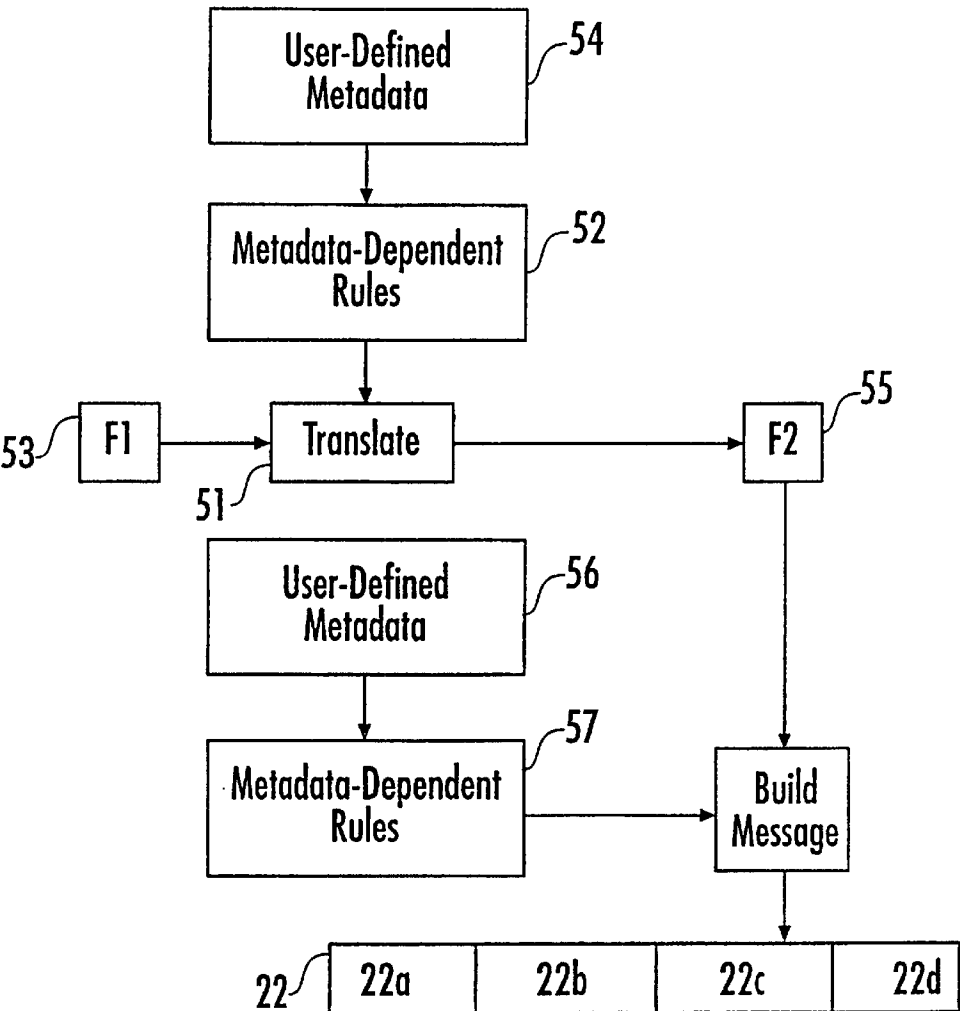 User-Defined
Metadata
54
Metadata-Dependent
Rules
52
53
F1
Translate
51
F2
55
User-Defined
Metadata
56
Metadata-Dependent
Rules
57
Build
Message
22
22a
22b
22c
22d